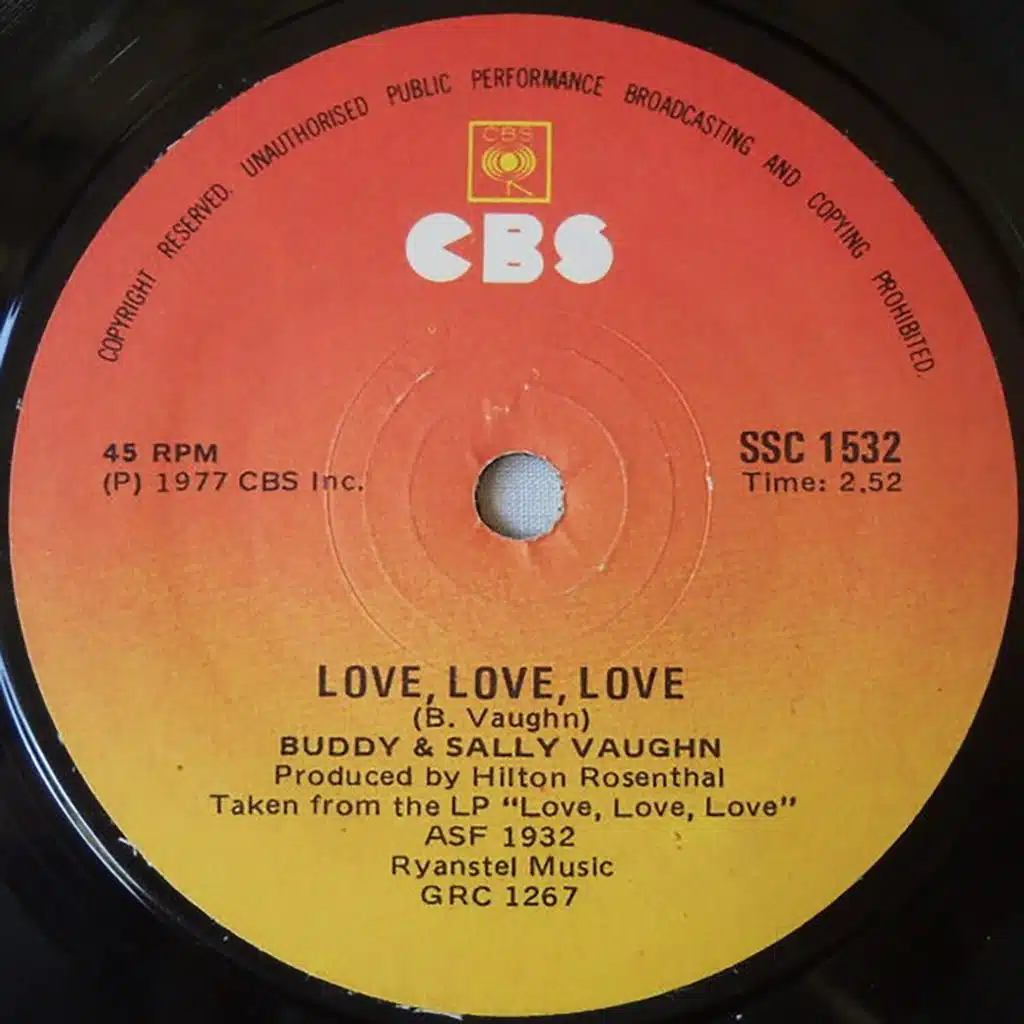 COPYRIGHT RESERVED. UNAUTHORISED PUBLIC PERFORMANCE BROADCASTING AND COPYING PROHIBITED.
CBS
CBS
45 RPM
(P) 1977 CBS Inc.
SSC 1532
Time: 2.52
LOVE, LOVE, LOVE
(B. Vaughn)
BUDDY & SALLY VAUGHN
Produced by Hilton Rosenthal
Taken from the LP “Love, Love, Love”
ASF 1932
Ryanstel Music
GRC 1267